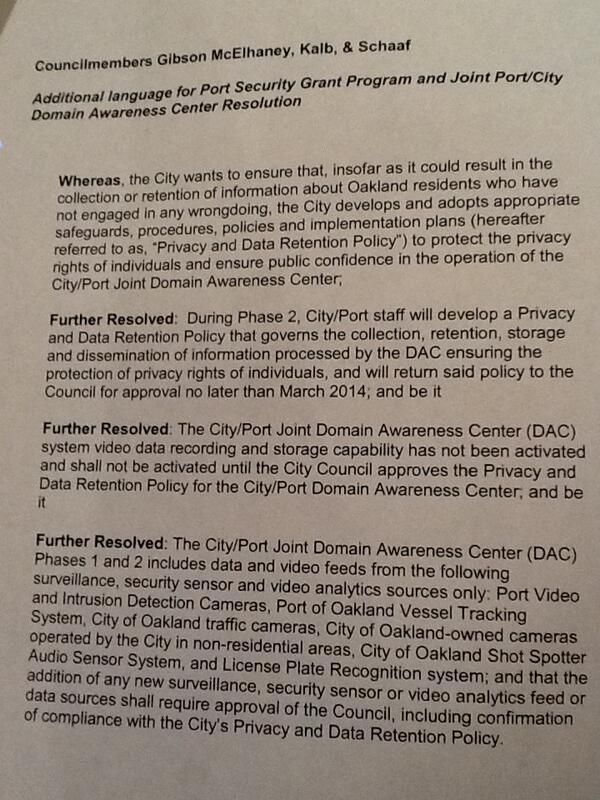 Councilmembers Gibson McElhaney, Kalb, & Schaaf
Additional language for Port Security Grant Program and Joint Port/City
Domain Awareness Center Resolution
Whereas, the City wants to ensure that, insofar as it could result in the
collection or retention of information about Oakland residents who have
not engaged in any wrongdoing, the City develops and adopts appropriate
safeguards, procedures, policies and implementation plans (hereafter
referred to as, "Privacy and Data Retention Policy") to protect the privacy
rights of individuals and ensure public confidence in the operation of the
City/Port Joint Domain Awareness Center;
Further Resolved: During Phase 2, City/Port staff will develop a Privacy
and Data Retention Policy that governs the collection, retention, storage
and dissemination of information processed by the DAC ensuring the
protection of privacy rights of individuals, and will return said policy to the
Council for approval no later than March 2014; and be it
Further Resolved: The City/Port Joint Domain Awareness Center (DAC)
system video data recording and storage capability has not been activated
and shall not be activated until the City Council approves the Privacy and
Data Retention Policy for the City/Port Domain Awareness Center; and be
it
Further Resolved: The City/Port Joint Domain Awareness Center (DAC)
Phases 1 and 2 includes data and video feeds from the following
surveillance, security sensor and video analytics sources only: Port Video
and Intrusion Detection Cameras, Port of Oakland Vessel Tracking
System, City of Oakland traffic cameras, City of Oakland-owned cameras
operated by the City in non-residential areas, City of Oakland Shot Spotter
Audio Sensor System, and License Plate Recognition system; and that the
addition of any new surveillance, security sensor or video analytics feed or
data sources shall require approval of the Council, including confirmation
of compliance with the City's Privacy and Data Retention Policy.